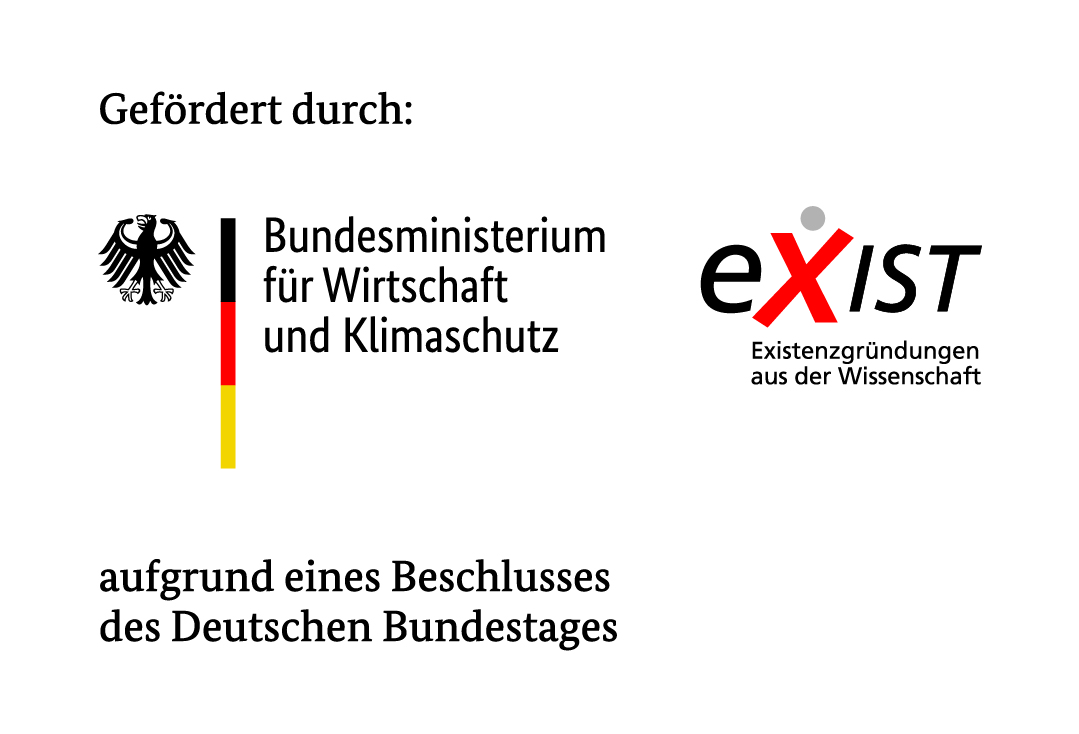 Gefördert durch:
Bundesministerium
für Wirtschaft
und Klimaschutz
eXIST
Existenzgründungen
aus der Wissenschaft
aufgrund eines Beschlusses
des Deutschen Bundestages